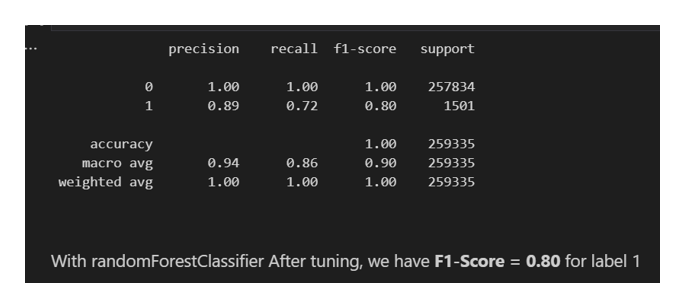 precision recall f1-score support
0 1.00 1.00 1.00 257834
1 0.89 0.72 0.80 1501
accuracy 1.00 259335
macro avg 0.94 0.86 0.90 259335
weighted avg 1.00 1.00 1.00 259335
With randomForestClassifier After tuning, we have F1-Score = 0.80 for label 1